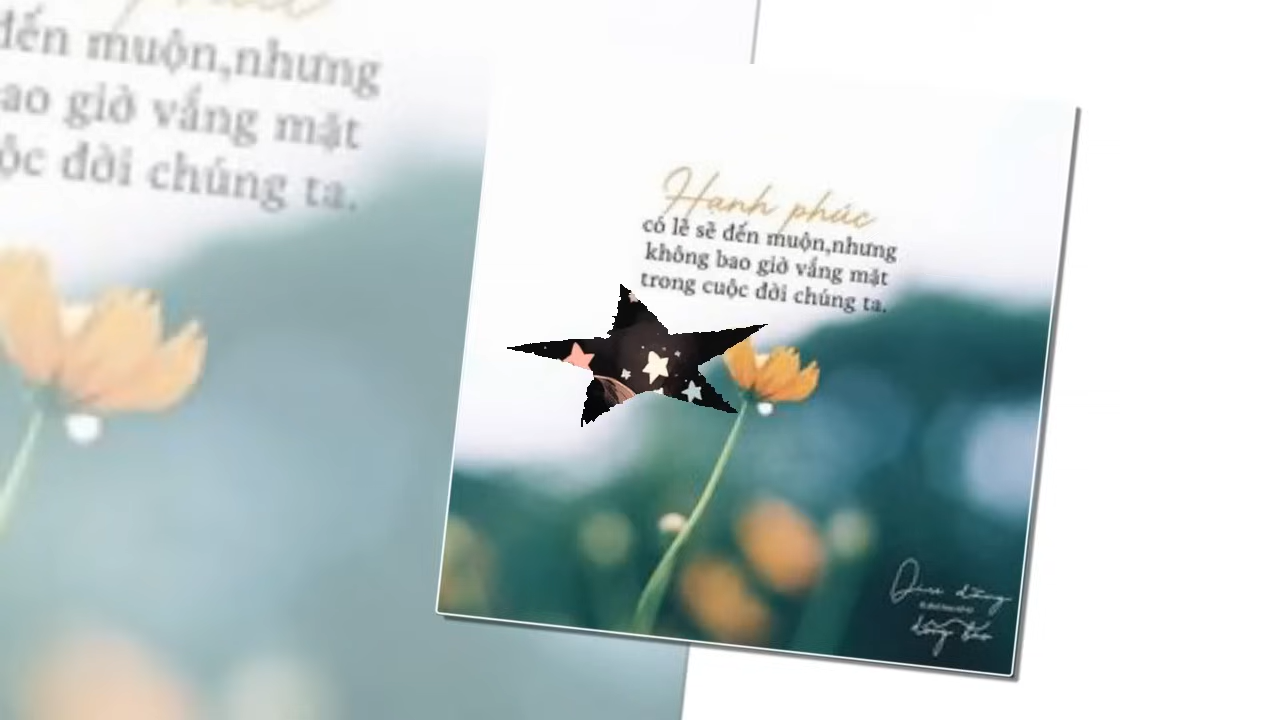 đến muộn,nhưng
bao giờ vắng mặt
cuộc đời chúng ta.
Hạnh phúc
có lẽ sẽ đến muộn,nhưng
không bao giờ vắng mặt
trong cuộc đời chúng ta.